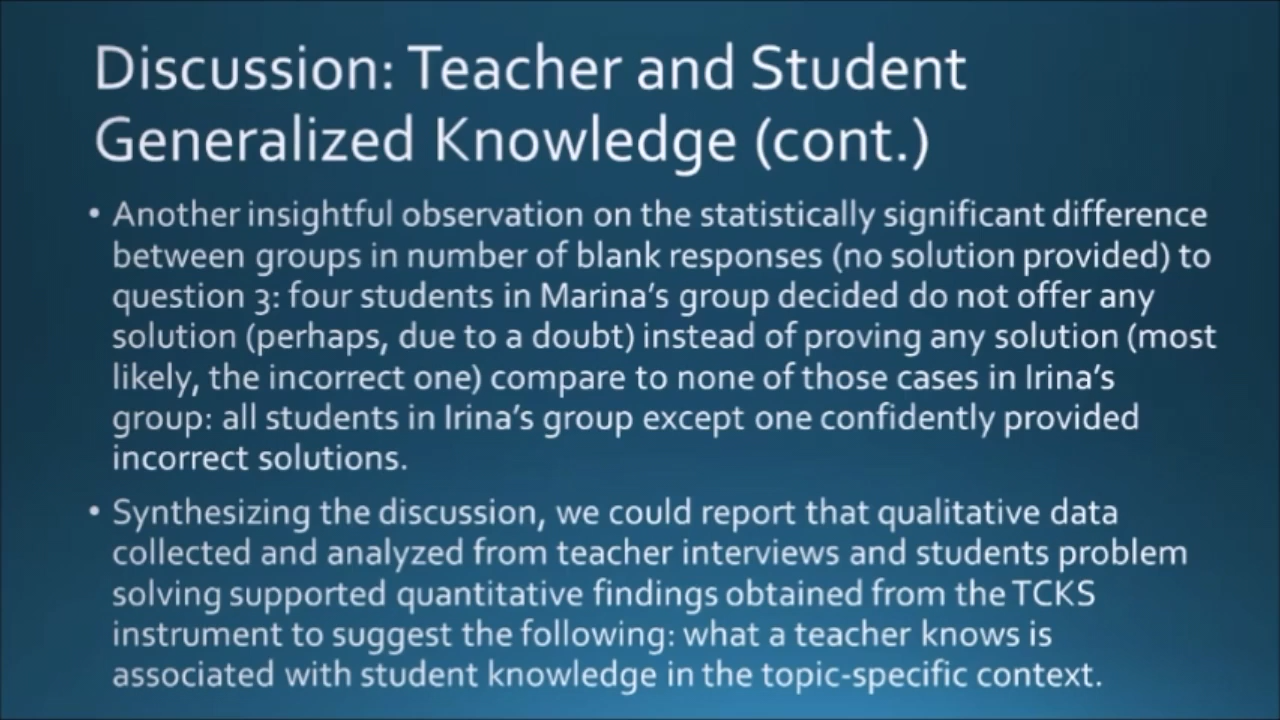 Discussion: Teacher and Student
Generalized Knowledge (cont.)
• Another insightful observation on the statistically significant difference
between groups in number of blank responses (no solution provided) to
question 3: four students in Marina's group decided do not offer any
solution (perhaps, due to a doubt) instead of proving any solution (most
likely, the incorrect one) compare to none of those cases in Irina's
group: all students in Irina's group except one confidently provided
incorrect solutions.
• Synthesizing the discussion, we could report that qualitative data
collected and analyzed from teacher interviews and students problem
solving supported quantitative findings obtained from the TCKS
instrument to suggest the following: what a teacher knows is
associated with student knowledge in the topic-specific context.